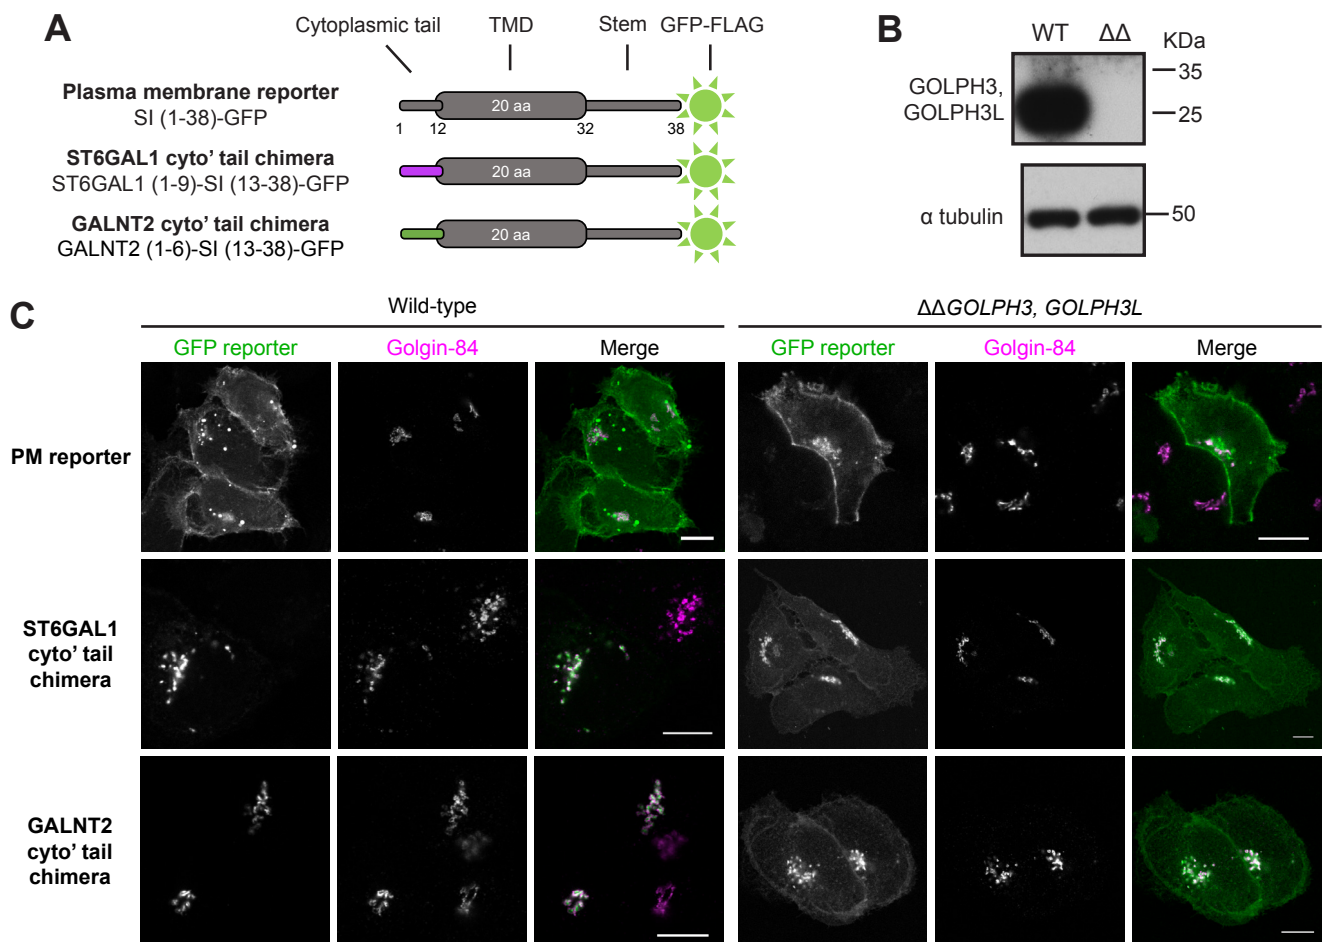 A
Cytoplasmic tail
TMD
Stem
GFP-FLAG
Plasma membrane reporter
SI (1-38)-GFP
20 aa
1
12
32
38
ST6GAL1 cyto’ tail chimera
ST6GAL1 (1-9)-SI (13-38)-GFP
20 aa
GALNT2 cyto’ tail chimera
GALNT2 (1-6)-SI (13-38)-GFP
20 aa
B
WT
ΔΔ
KDa
GOLPH3,
GOLPH3L
35
25
α tubulin
50
C
Wild-type
ΔΔGOLPH3, GOLPH3L
GFP reporter
Golgin-84
Merge
GFP reporter
Golgin-84
Merge
PM reporter
ST6GAL1
cyto’ tail
chimera
GALNT2
cyto’ tail
chimera